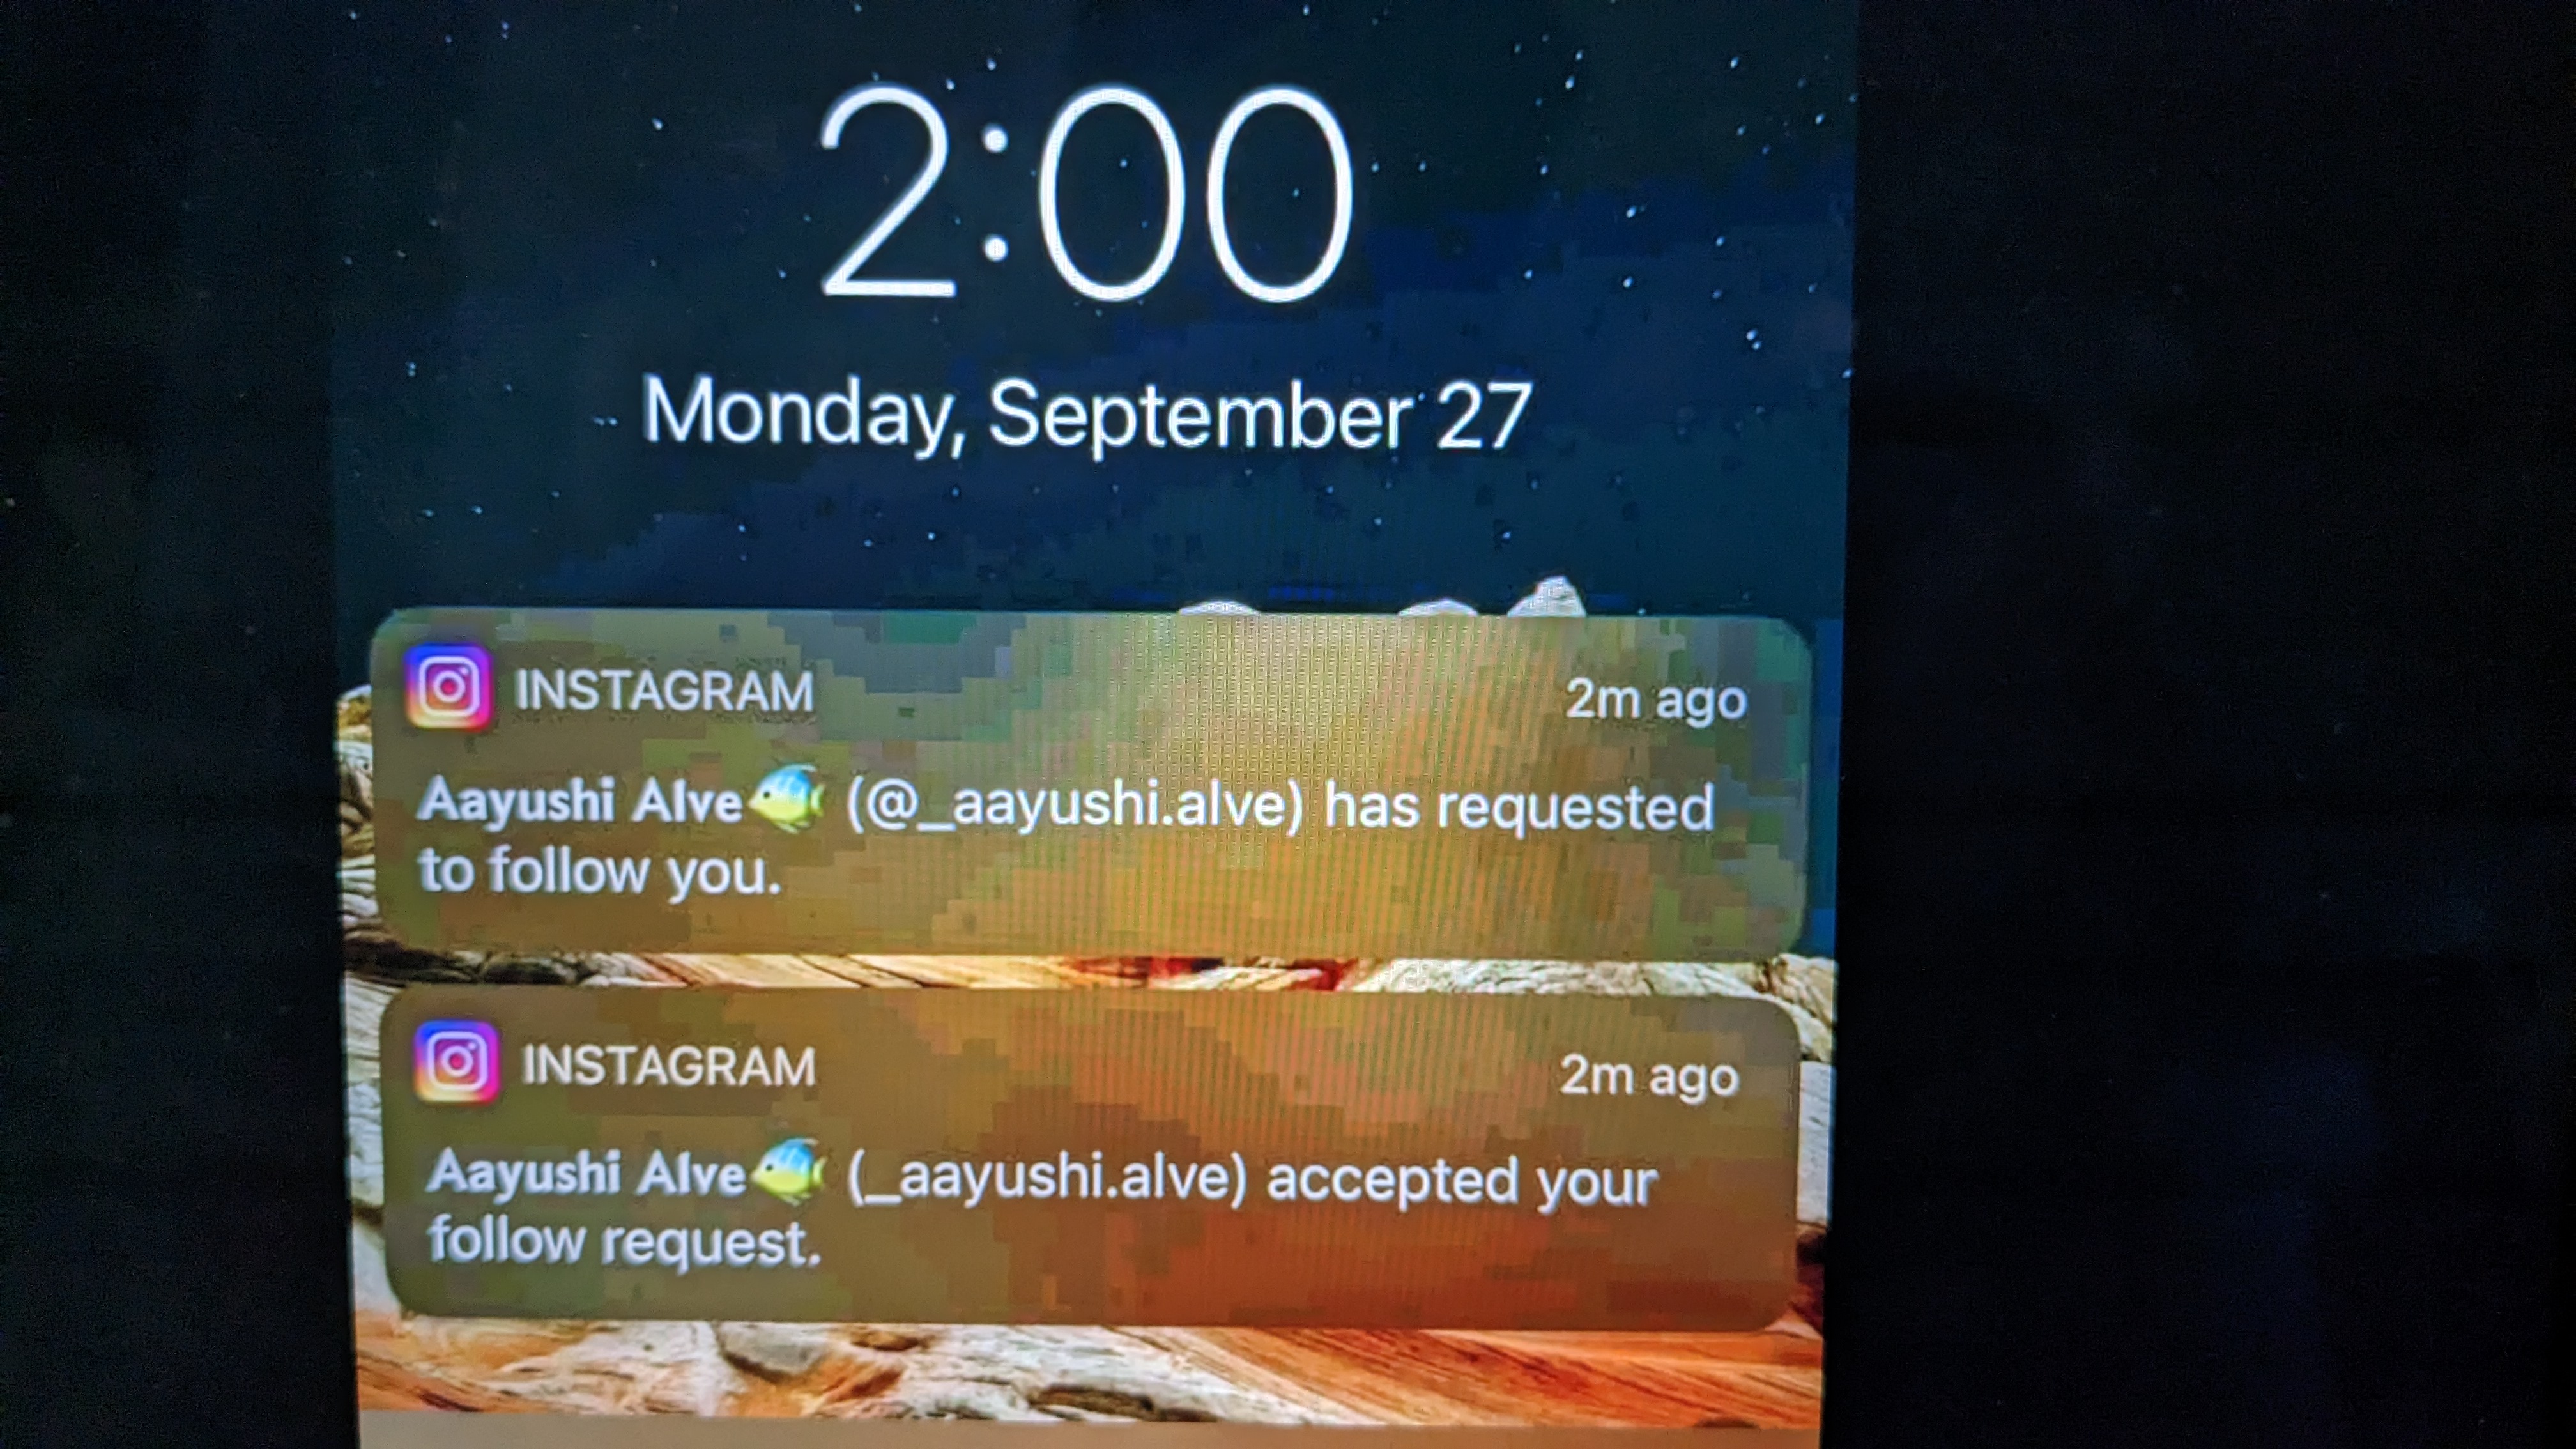 2:00
Monday, September 27
INSTAGRAM 2m ago
Aayushi Alve🐠 (@_aayushi.alve) has requested
to follow you.
INSTAGRAM 2m ago
Aayushi Alve🐠 (_aayushi.alve) accepted your
follow request.